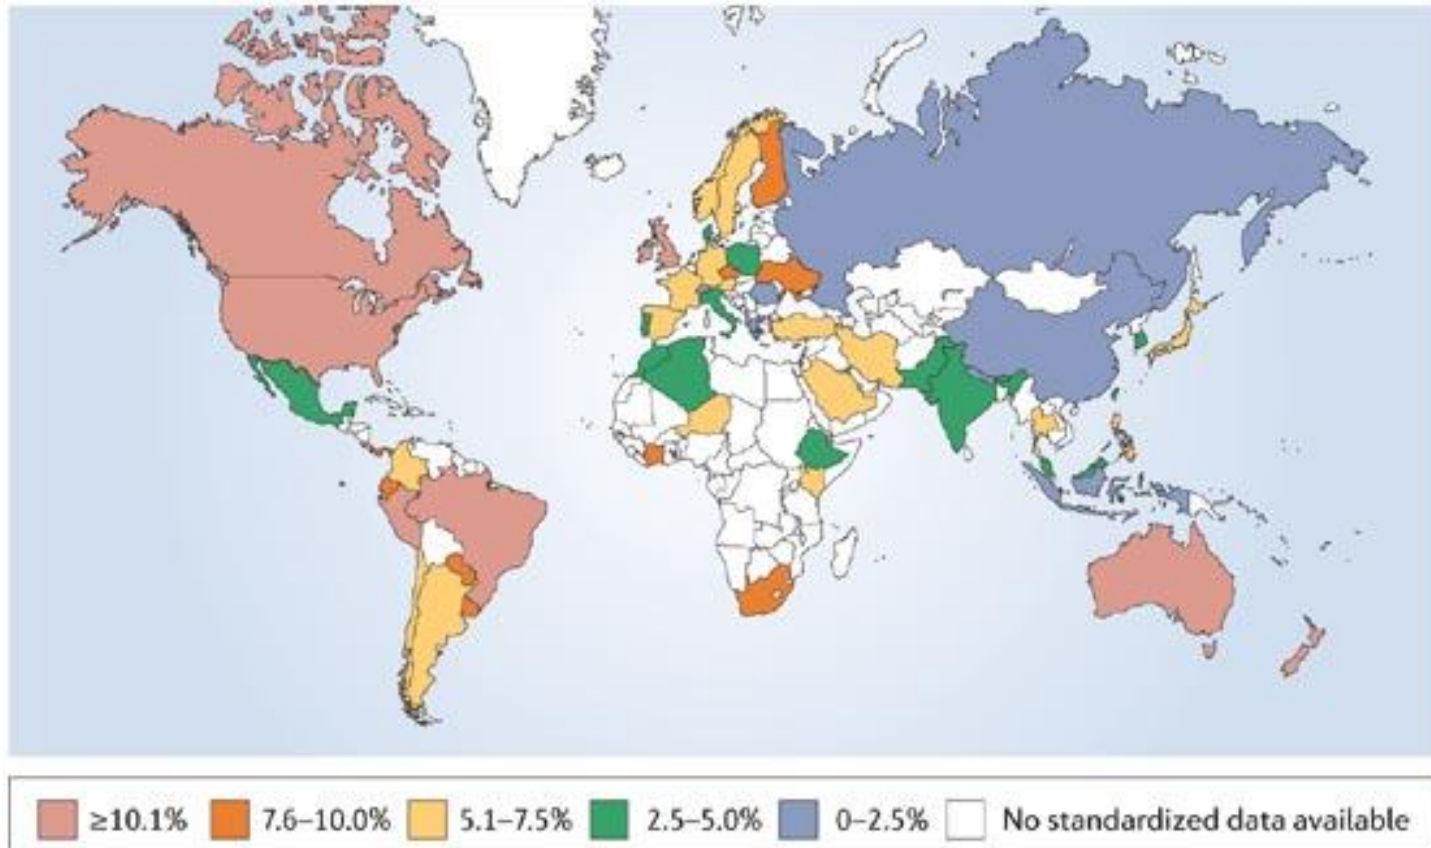 ≥10.1% 7.6–10.0% 5.1–7.5% 2.5–5.0% 0–2.5% No standardized data available